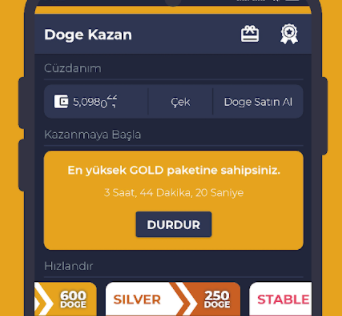 Doge Kazan
Cüzdanım
5,098
Çek
Doge Satın Al
Kazanmaya Başla
En yüksek GOLD paketine sahipsiniz.
3 Saat, 44 Dakika, 20 Saniye
DURDUR
Hızlandır
600 DOGE
SILVER
250 DOGE
STABLE